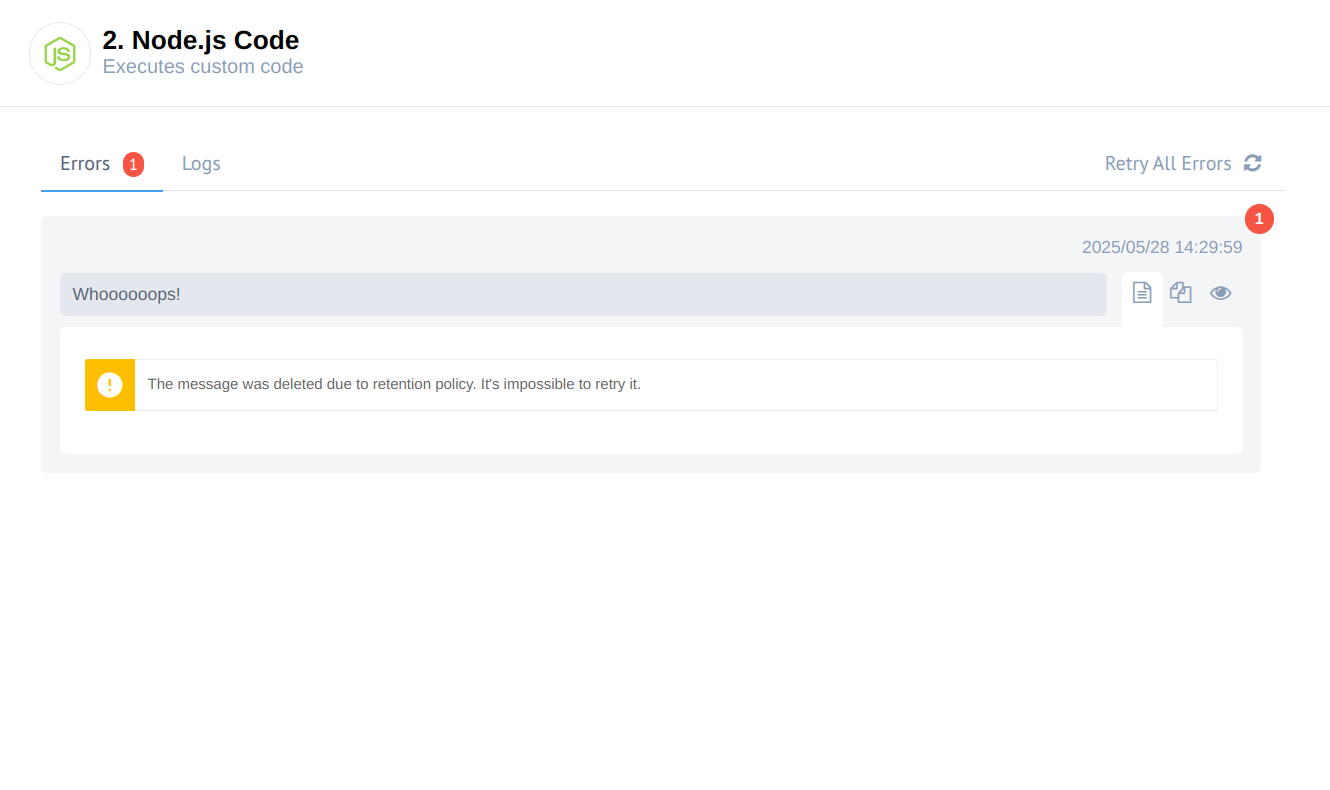 JS
2. Node.js Code
Executes custom code
Errors 1 Logs Retry All Errors
1
2025/05/28 14:29:59
Whoooooops!
The message was deleted due to retention policy. It's impossible to retry it.